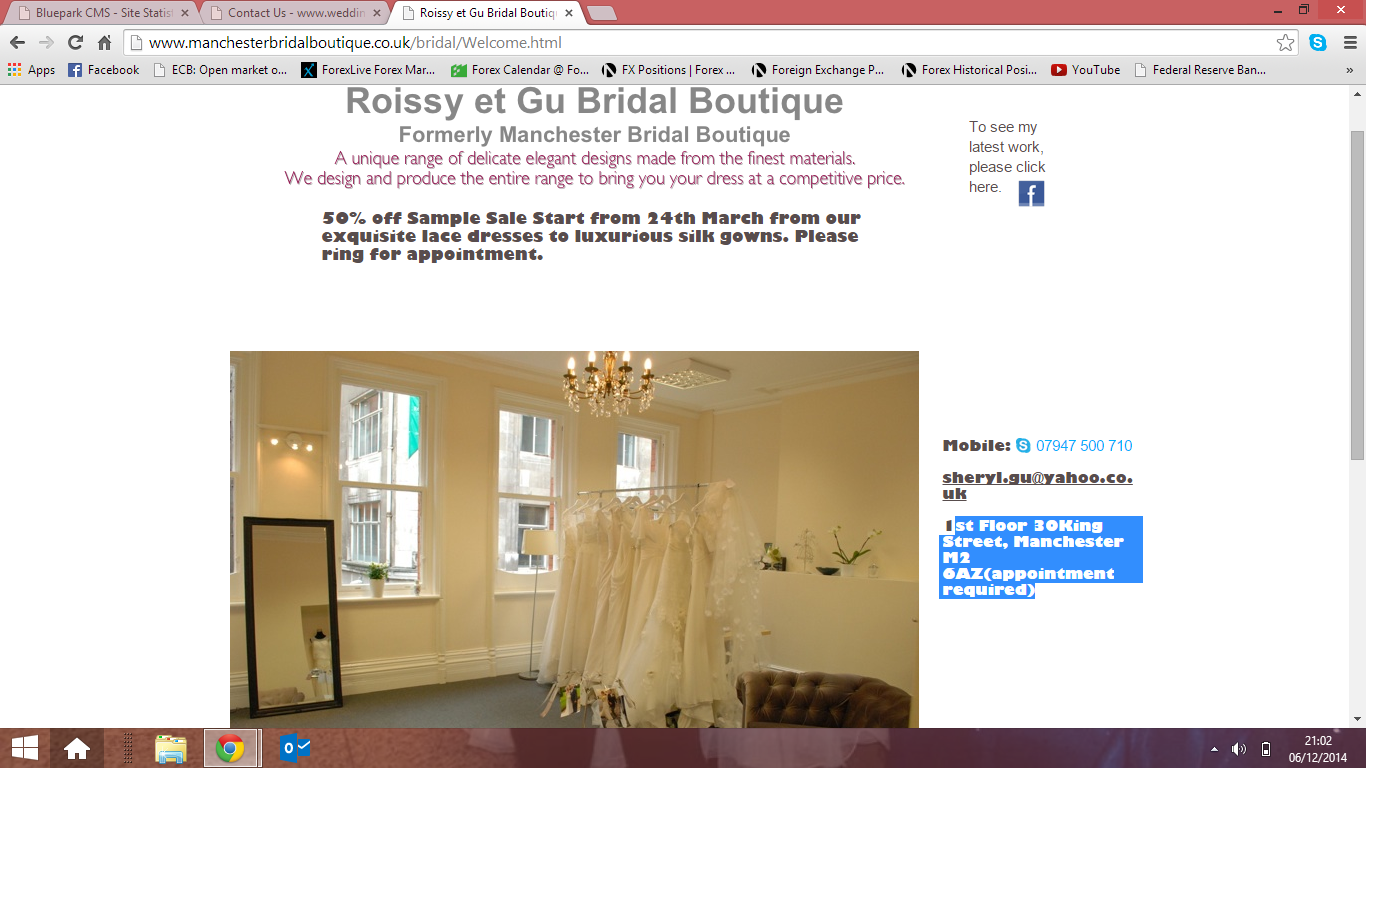 Bluepark CMS - Site Statist
Contact Us - www.weddin
Roissy et Gu Bridal Boutiqu
www.manchesterbridalboutique.co.uk/bridal/Welcome.html
Apps
Facebook
ECB: Open market o...
ForexLive Forex Mar...
Forex Calendar @ Fo...
FX Positions | Forex ...
Foreign Exchange P...
Forex Historical Posi...
YouTube
Federal Reserve Ban...
»
Roissy et Gu Bridal Boutique
Formerly Manchester Bridal Boutique
A unique range of delicate elegant designs made from the finest materials.
We design and produce the entire range to bring you your dress at a competitive price.
50% off Sample Sale Start from 24th March from our
exquisite lace dresses to luxurious silk gowns. Please
ring for appointment.
To see my
latest work,
please click
here.
Mobile: 07947 500 710
sheryl.gu@yahoo.co.
uk
1st Floor 30King
Street, Manchester
M2
6AZ(appointment
required)
21:02
06/12/2014